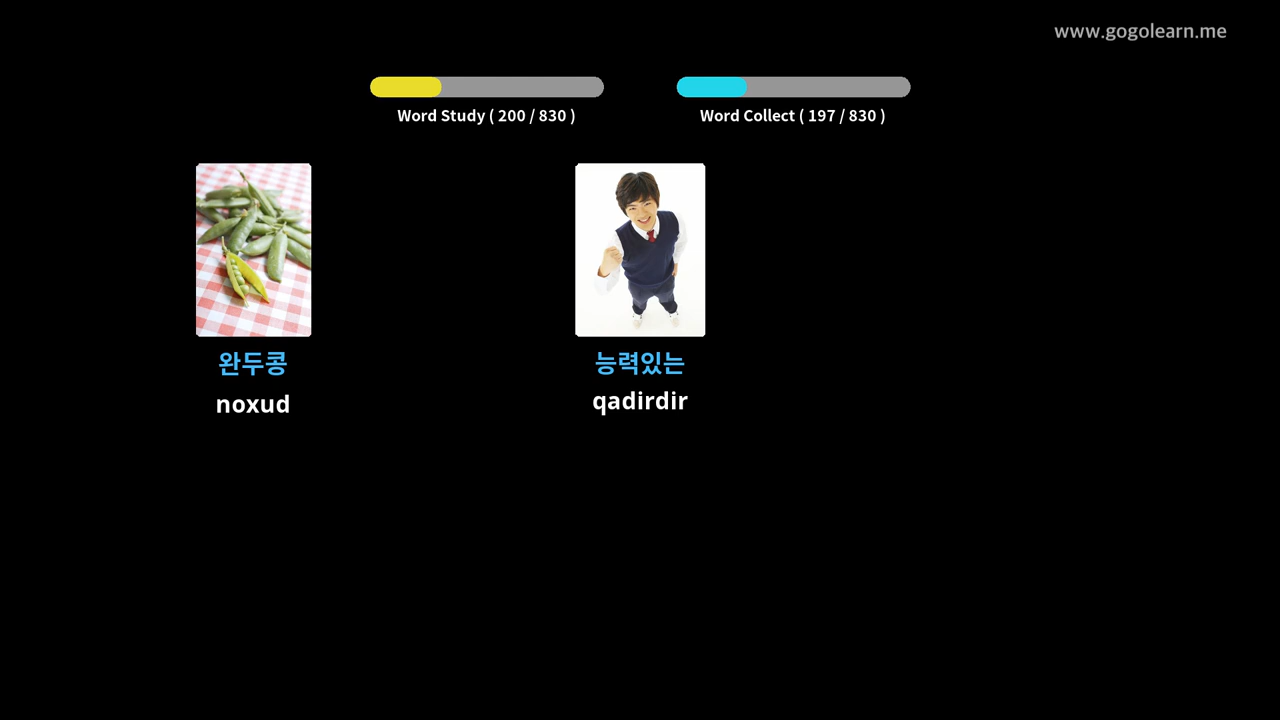 www.gogolearn.me
Word Study ( 200 / 830 )
Word Collect ( 197 / 830 )
완두콩
noxud
능력있는
qadirdir